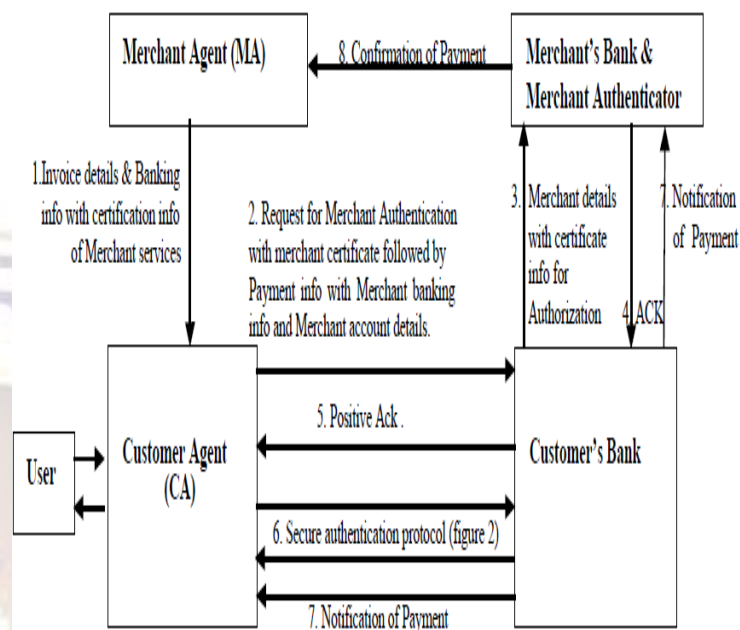 Merchant Agent (MA)
8. Confirmation of Payment
Merchant's Bank &
Merchant Authenticator
1.Invoice details & Banking
info with certification info
of Merchant services
2. Request for Merchant Authentication
with merchant certificate followed by
Payment info with Merchant banking
info and Merchant account details.
3. Merchant details
with certificate
info for
Authorization
4. ACK
7. Notification
of Payment
User
Customer Agent
(CA)
5. Positive Ack .
Customer's Bank
6. Secure authentication protocol (figure 2)
7. Notification of Payment